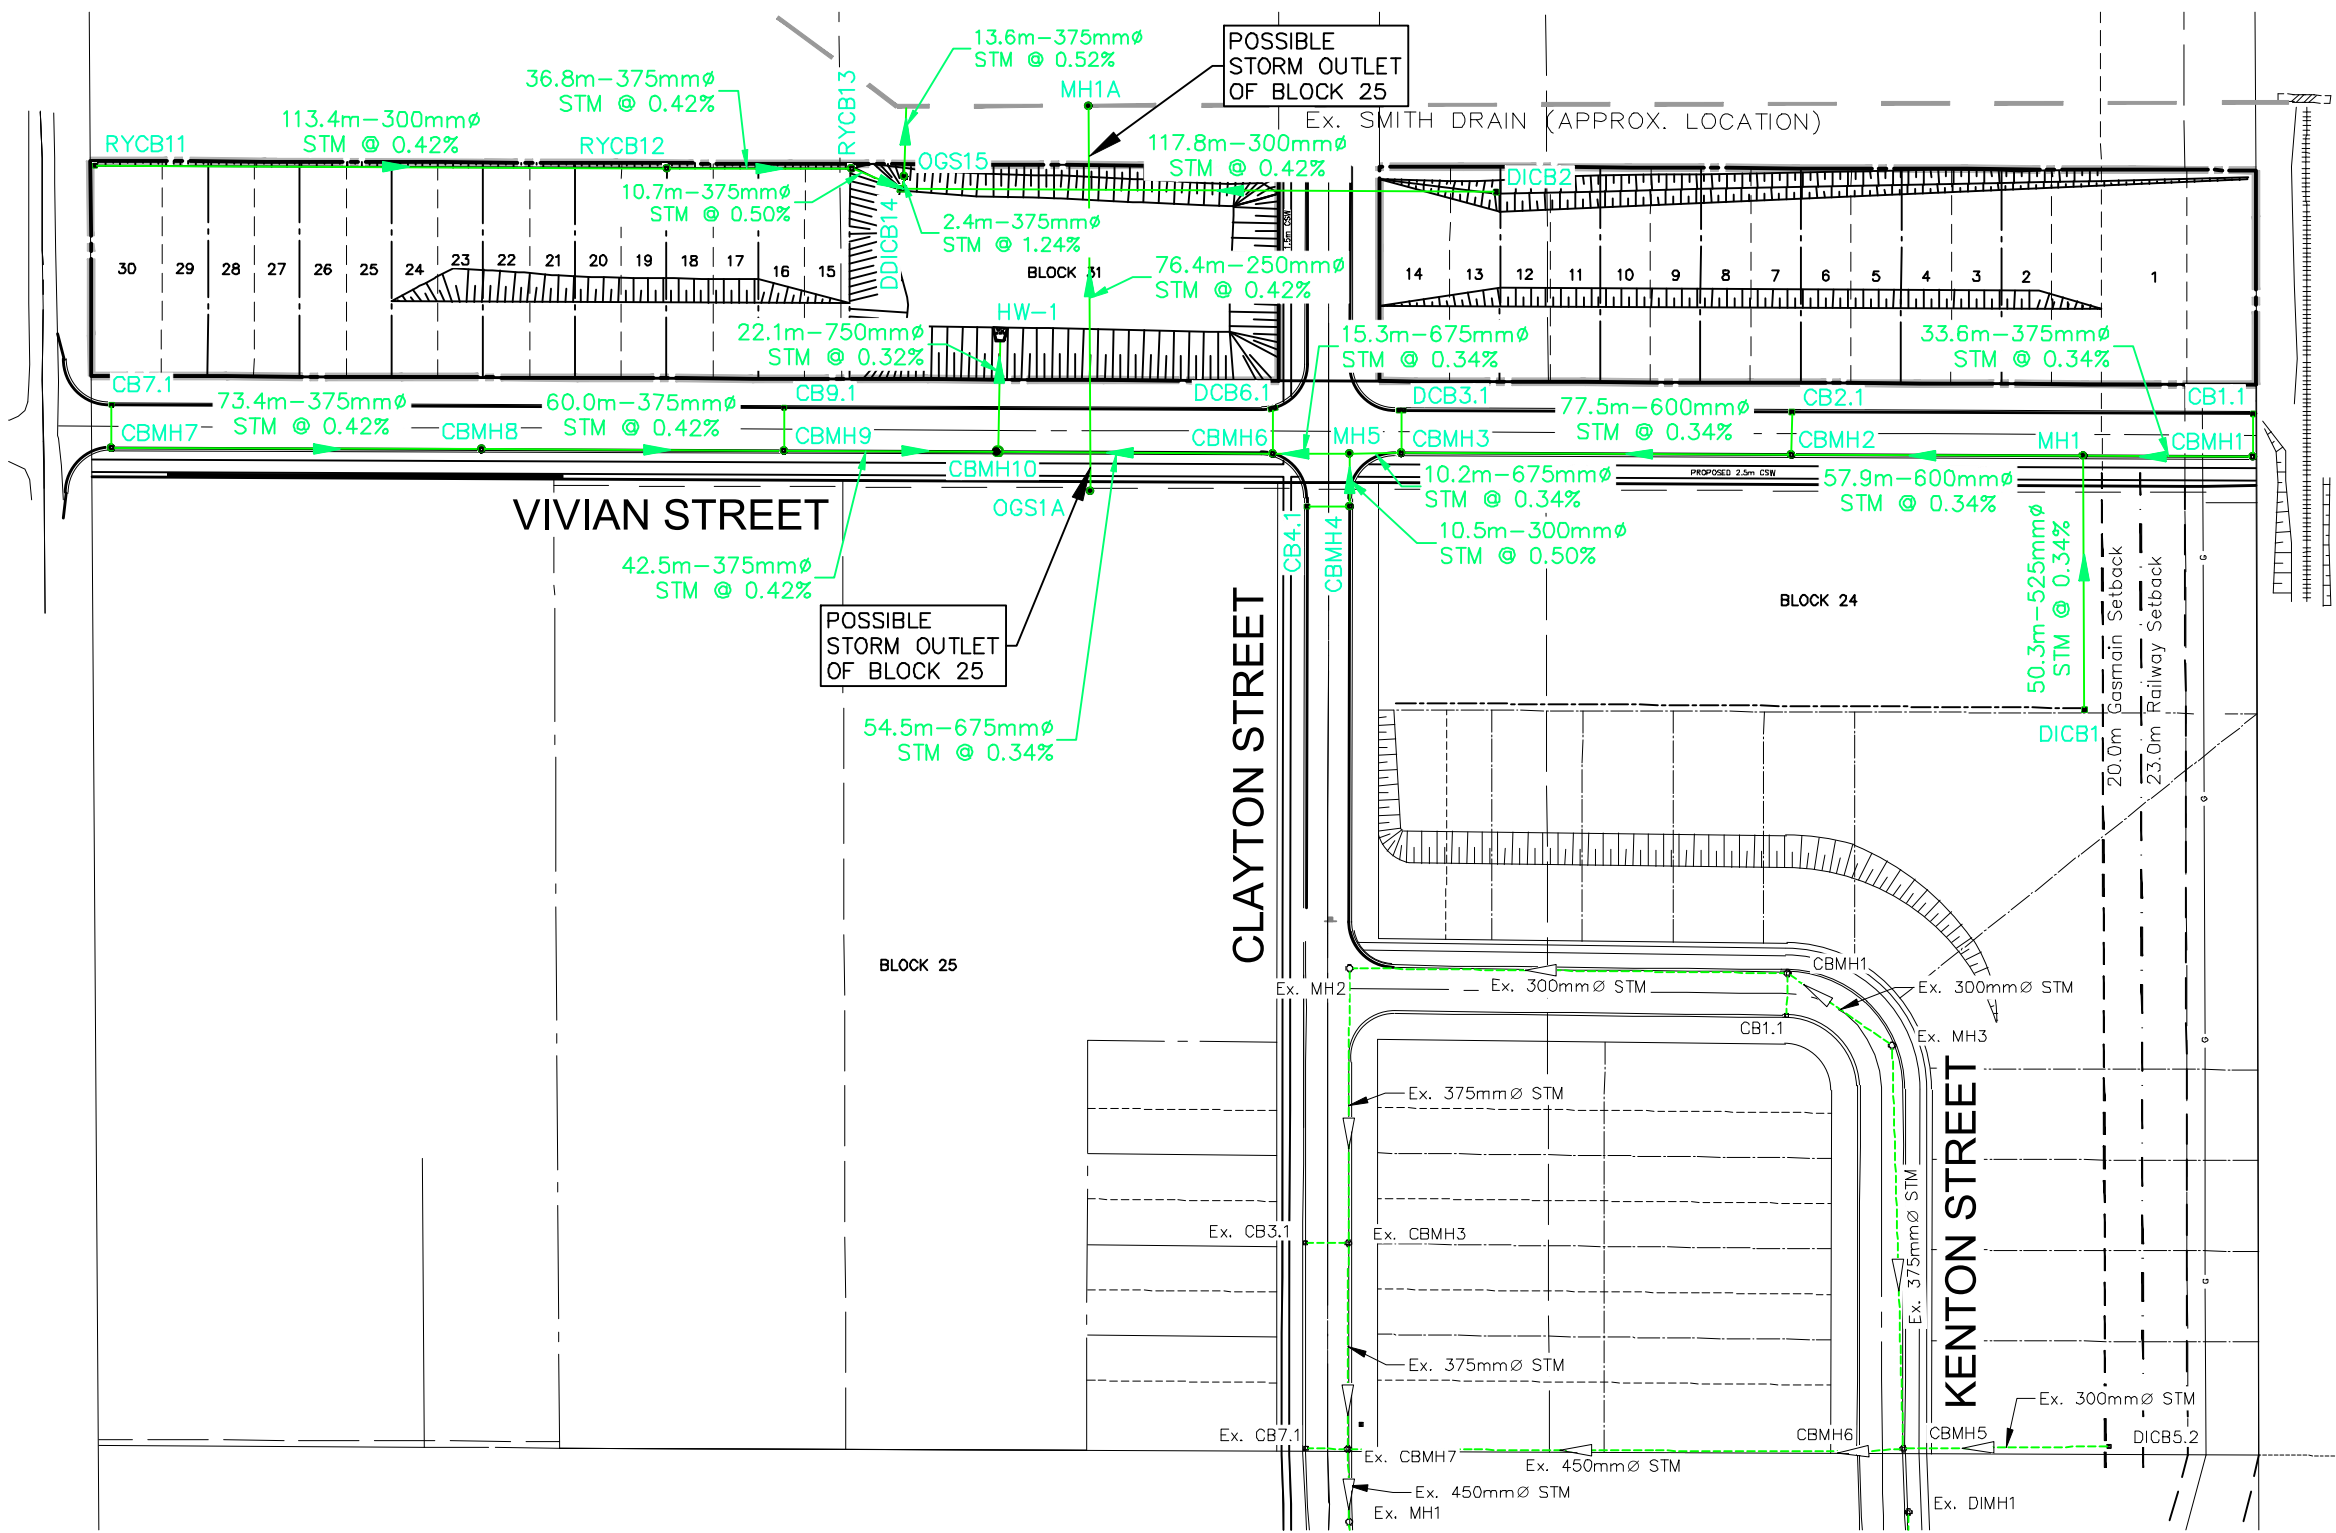 13.6m-375mmø
STM @ 0.52%
POSSIBLE
STORM OUTLET
OF BLOCK 25
36.8m-375mmø
STM @ 0.42%
RYCB13
MH1A
113.4m-300mmø
STM @ 0.42%
Ex. SMITH DRAIN (APPROX. LOCATION)
RYCB11
RYCB12
OGS15
117.8m-300mmø
STM @ 0.42%
DICB2
10.7m-375mmø
STM @ 0.50%
DDICB14
2.4m-375mmø
STM @ 1.24%
1.5m CSW
30
29
28
27
26
25
24
23
22
21
20
19
18
17
16
15
BLOCK 31
76.4m-250mmø
STM @ 0.42%
14
13
12
11
10
9
8
7
6
5
4
3
2
1
HW-1
22.1m-750mmø
STM @ 0.32%
15.3m-675mmø
STM @ 0.34%
33.6m-375mmø
STM @ 0.34%
CB7.1
CB9.1
DCB6.1
DCB3.1
CB2.1
CB1.1
73.4m-375mmø
STM @ 0.42%
60.0m-375mmø
STM @ 0.42%
77.5m-600mmø
STM @ 0.34%
CBMH7
CBMH8
CBMH9
CBMH10
CBMH6
MH5
CBMH3
CBMH2
MH1
CBMH1
PROPOSED 2.5m CSW
10.2m-675mmø
STM @ 0.34%
57.9m-600mmø
STM @ 0.34%
VIVIAN STREET
OGS1A
CB4.1
CBMH4
10.5m-300mmø
STM @ 0.50%
42.5m-375mmø
STM @ 0.42%
50.3m-525mmø
STM @ 0.34%
20.0m Gasmain Setback
23.0m Railway Setback
G
BLOCK 24
POSSIBLE
STORM OUTLET
OF BLOCK 25
CLAYTON STREET
54.5m-675mmø
STM @ 0.34%
DICB1
G
BLOCK 25
CBMH1
Ex. MH2
Ex. 300mmØ STM
Ex. 300mmØ STM
CB1.1
Ex. MH3
G
Ex. 375mmØ STM
KENTON STREET
Ex. 375mmØ STM
Ex. CB3.1
Ex. CBMH3
G
Ex. 375mmØ STM
Ex. 300mmØ STM
Ex. CB7.1
CBMH6
CBMH5
DICB5.2
Ex. CBMH7
Ex. 450mmØ STM
Ex. 450mmØ STM
Ex. MH1
Ex. DIMH1